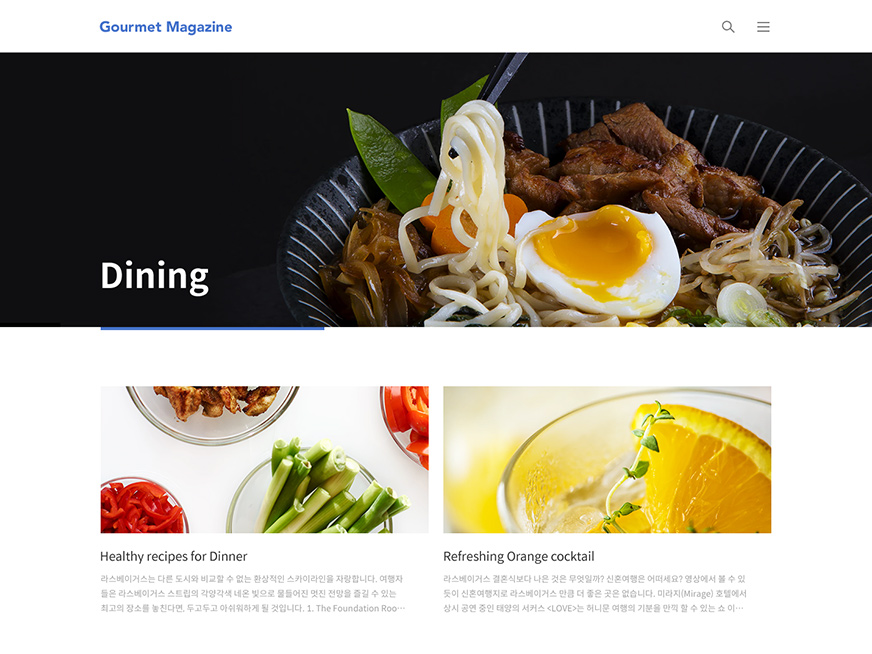 Gourmet Magazine
Dining
Healthy recipes for Dinner
라스베이거스는 다른 도시와 비교할 수 없는 환상적인 스카이라인을 자랑합니다. 여행자
들은 라스베이거스 스트립의 각양각색 네온 빛으로 물들어진 멋진 전망을 즐길 수 있는
최고의 장소를 놓친다면, 두고두고 아쉬워하게 될 것입니다. 1. The Foundation Roo…
Refreshing Orange cocktail
라스베이거스 결혼식보다 나은 것은 무엇일까? 신혼여행은 어떠세요? 영상에서 볼 수 있
듯이 신혼여행지로 라스베이거스 만큼 더 좋은 곳은 없습니다. 미라지(Mirage) 호텔에서
상시 공연 중인 태양의 서커스 <LOVE>는 허니문 여행의 기분을 만끽 할 수 있는 쇼 이…